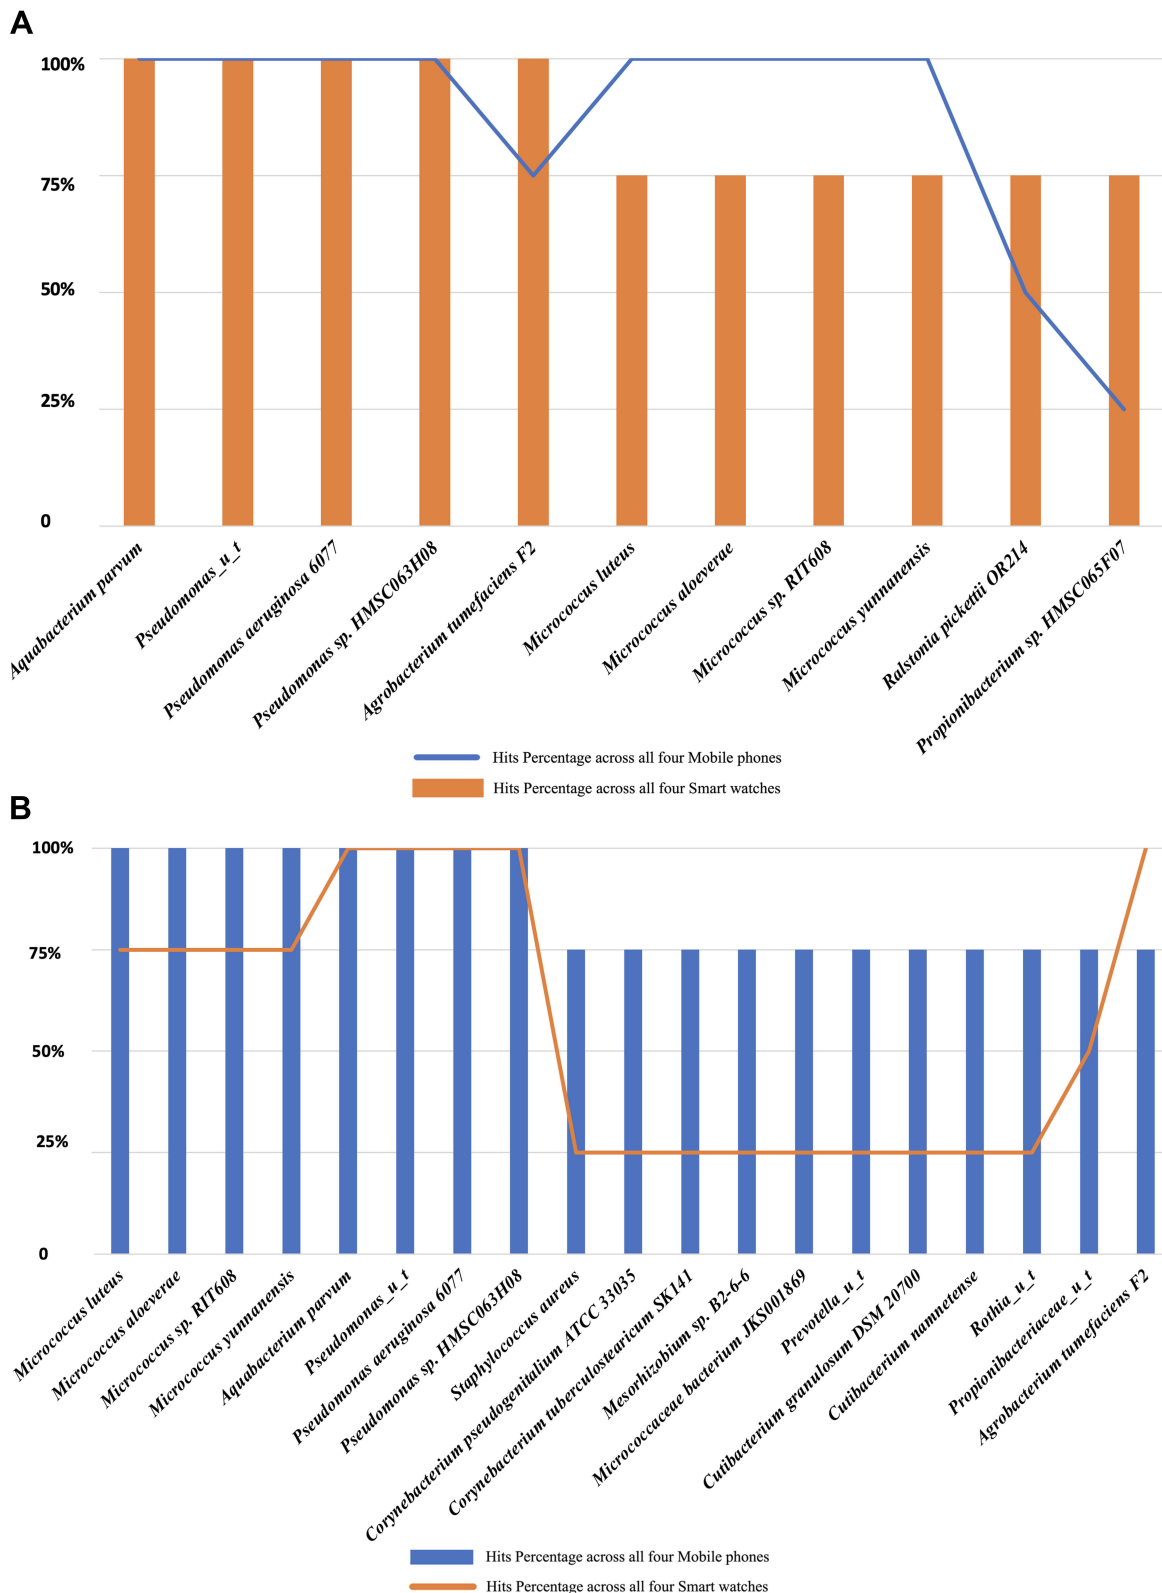 A
100%
75%
50%
25%
0
Aquabacterium parvum
Pseudomonas_u_t
Pseudomonas aeruginosa 6077
Pseudomonas sp. HMSC063H08
Agrobacterium tumefaciens F2
Micrococcus luteus
Micrococcus aloeverae
Micrococcus sp. RIT608
Micrococcus yunnanensis
Ralstonia pickettii OR214
Propionibacterium sp. HMSC065F07
Hits Percentage across all four Mobile phones
Hits Percentage across all four Smart watches
B
100%
75%
50%
25%
0
Micrococcus luteus
Micrococcus aloeverae
Micrococcus sp. RIT608
Micrococcus yunnanensis
Aquabacterium parvum
Pseudomonas_u_t
Pseudomonas aeruginosa 6077
Pseudomonas sp. HMSC063H08
Staphylococcus aureus
Corynebacterium pseudogenitalium ATCC 33035
Corynebacterium tuberculostearicum SK141
Mesorhizobium sp. B2-6-6
Micrococcaceae bacterium JKS001869
Prevotella_u_t
Cutibacterium granulosum DSM 20700
Cutibacterium namnetense
Rothia_u_t
Propionibacteriaceae_u_t
Agrobacterium tumefaciens F2
Hits Percentage across all four Mobile phones
Hits Percentage across all four Smart watches